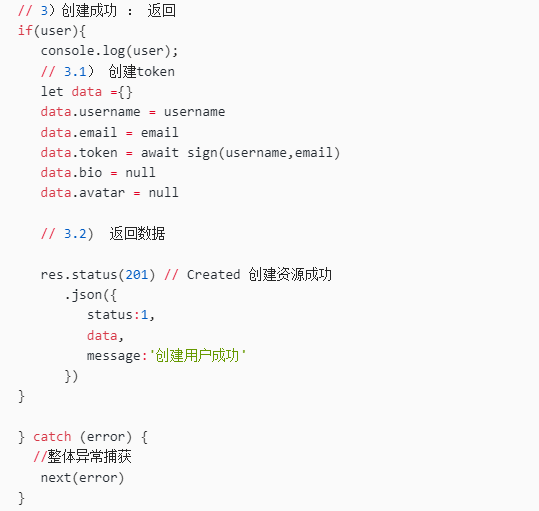 // 3）创建成功 ： 返回
if(user){
   console.log(user);
   // 3.1） 创建token
   let data ={}
   data.username = username
   data.email = email
   data.token = await sign(username,email)
   data.bio = null
   data.avatar = null
   // 3.2)  返回数据
   res.status(201) // Created 创建资源成功
      .json({
         status:1,
         data,
         message:'创建用户成功'
      })
}
} catch (error) {
  //整体异常捕获
   next(error)
}